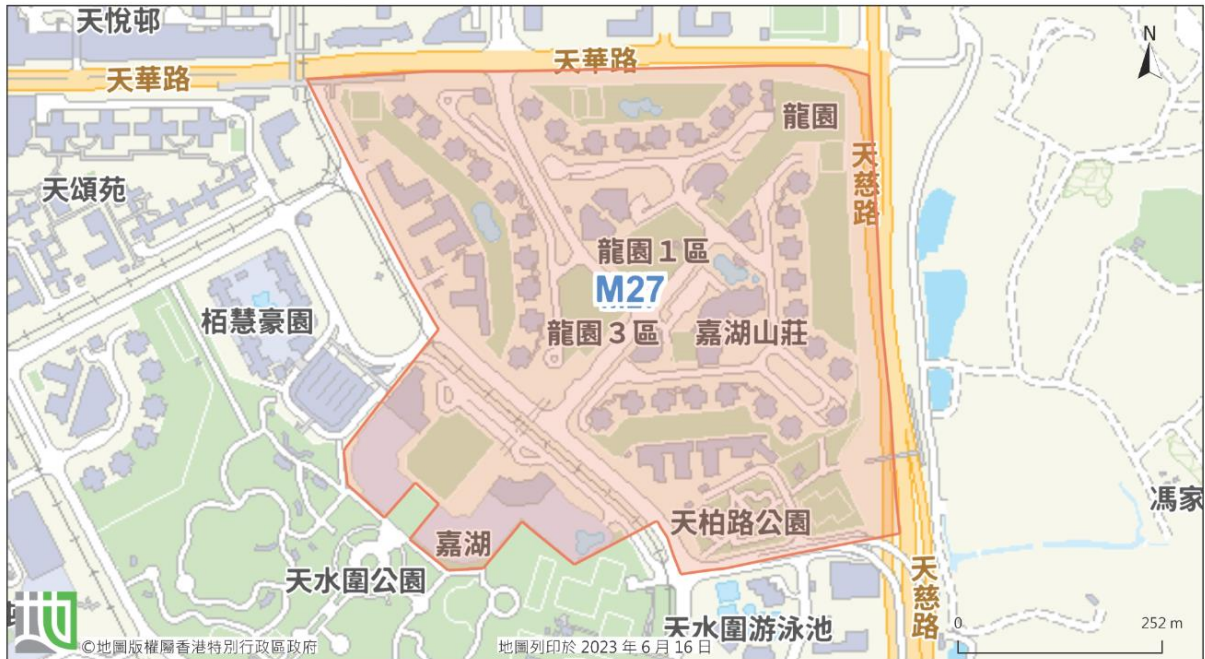 天悅邨
天華路
天華路
N
龍園
天慈路
天頌苑
龍園1區
M27
栢慧豪園
龍園3區
嘉湖山莊
馮家
天柏路公園
嘉湖
天水圍公園
天慈路
天水圍游泳池
0
252 m
©地圖版權屬香港特別行政區政府
地圖列印於 2023 年 6 月 16 日